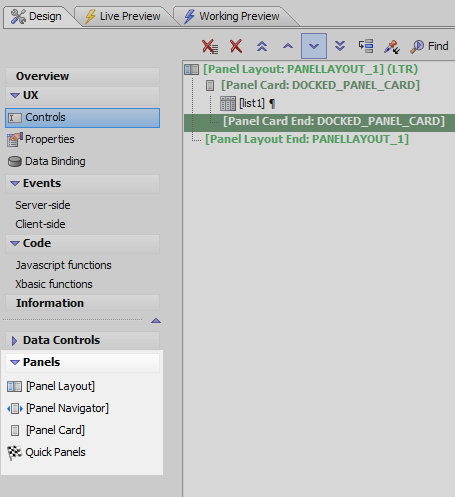 Design Live Preview Working Preview
Find
Overview
UX
Controls
Properties
Data Binding
Events
Server-side
Client-side
Code
Javascript functions
Xbasic functions
Information
Data Controls
Panels
[Panel Layout]
[Panel Navigator]
[Panel Card]
Quick Panels
[Panel Layout: PANELLAYOUT_1] (LTR)
[Panel Card: DOCKED_PANEL_CARD]
[list1] ¶
[Panel Card End: DOCKED_PANEL_CARD]
[Panel Layout End: PANELLAYOUT_1]